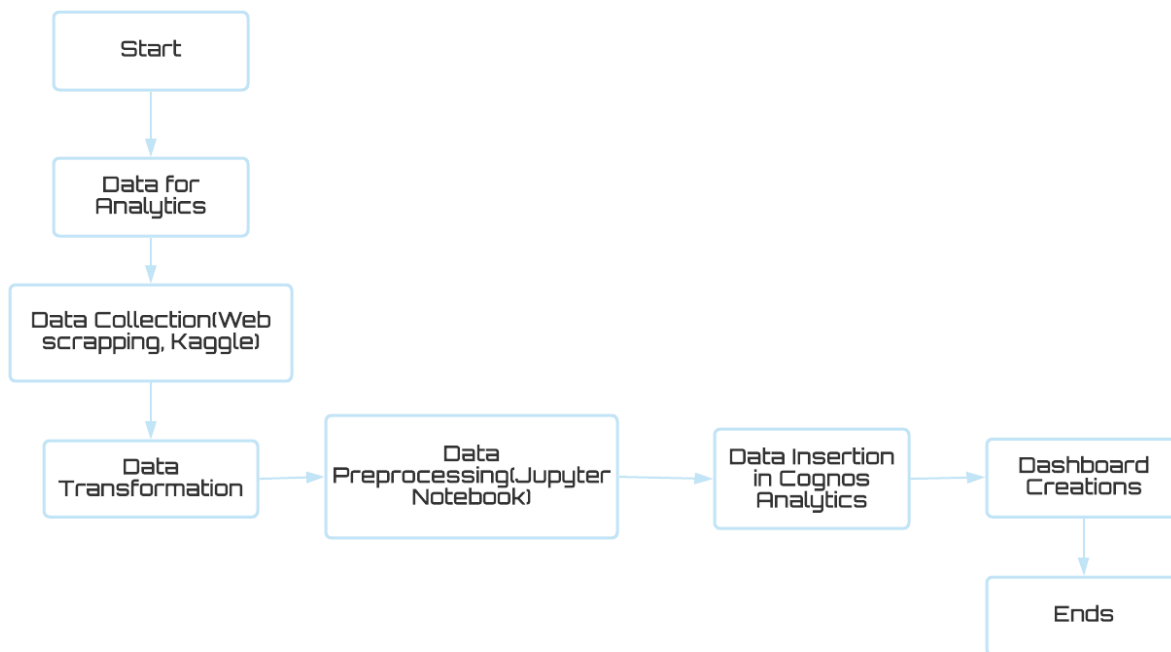 Start
Data for
Analytics
Data Collection(Web
scrapping, Kaggle)
Data
Transformation
Data
Preprocessing(Jupyter
Notebook)
Data Insertion
in Cognos
Analytics
Dashboard
Creations
Ends